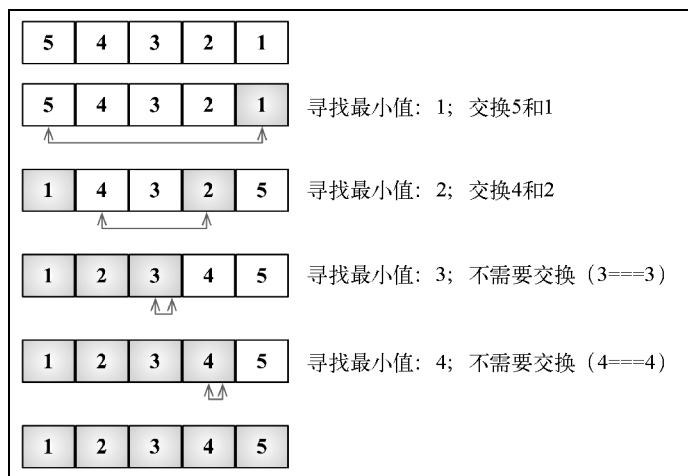 5 4 3 2 1
5 4 3 2 1 寻找最小值：1；交换5和1
1 4 3 2 5 寻找最小值：2；交换4和2
1 2 3 4 5 寻找最小值：3；不需要交换（3===3）
1 2 3 4 5 寻找最小值：4；不需要交换（4===4）
1 2 3 4 5